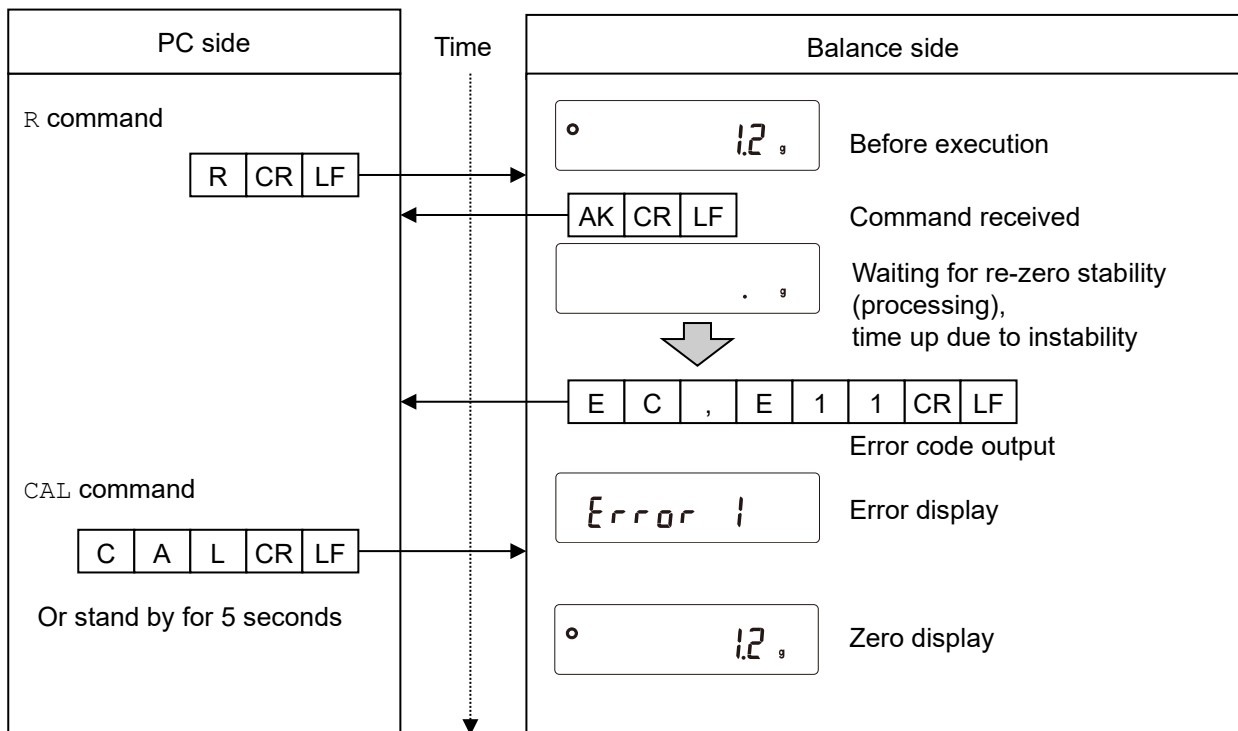 PC side
Time
Balance side
R command
1.2 g
Before execution
R CR LF
AK CR LF
Command received
. g
Waiting for re-zero stability
(processing),
time up due to instability
E C , E 1 1 CR LF
Error code output
CAL command
Error 1
Error display
C A L CR LF
Or stand by for 5 seconds
1.2 g
Zero display